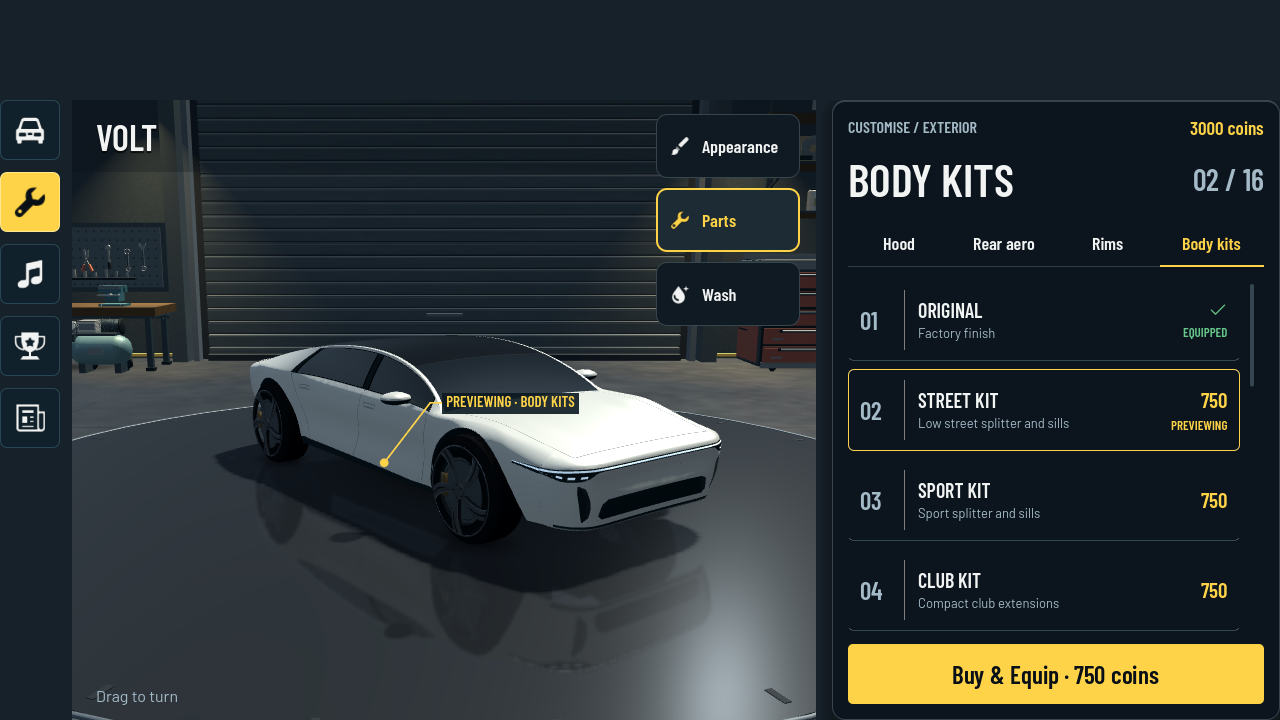 VOLT
Appearance
Parts
Wash
PREVIEWING · BODY KITS
Drag to turn
CUSTOMISE / EXTERIOR
3000 coins
BODY KITS
02 / 16
Hood
Rear aero
Rims
Body kits
01
ORIGINAL
Factory finish
EQUIPPED
02
STREET KIT
Low street splitter and sills
750
PREVIEWING
03
SPORT KIT
Sport splitter and sills
750
04
CLUB KIT
Compact club extensions
750
Buy & Equip · 750 coins